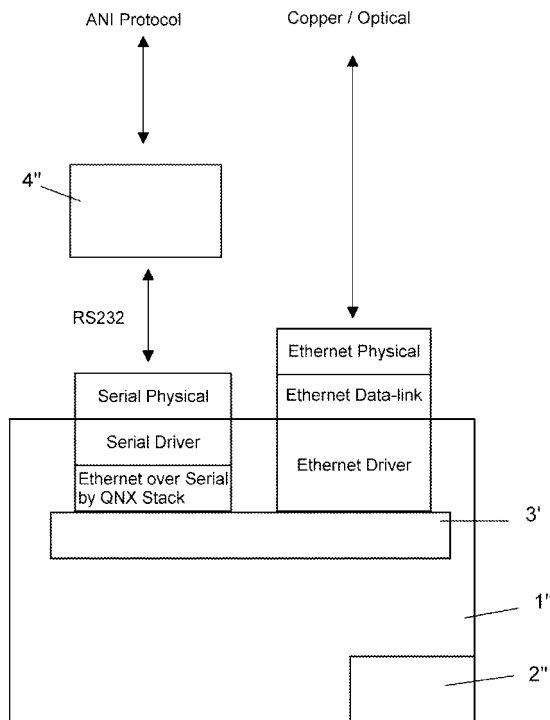 ANI Protocol
Copper / Optical
4"
RS232
Ethernet Physical
Serial Physical
Ethernet Data-link
Serial Driver
Ethernet Driver
Ethernet over Serial
by QNX Stack
3'
1"
2"